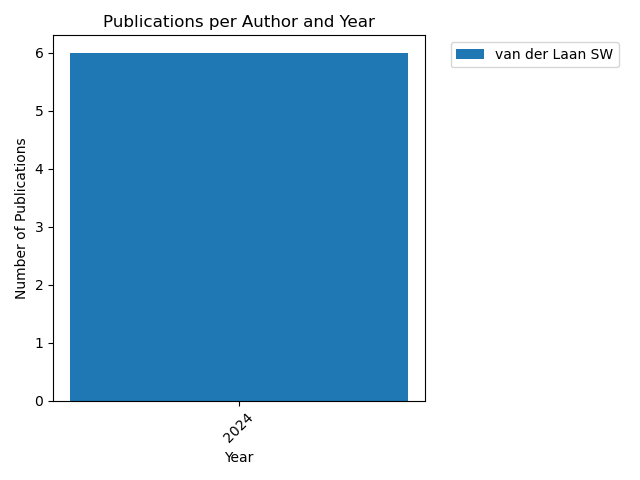 Publications per Author and Year
van der Laan SW
Number of Publications
6
5
4
3
2
1
0
2024
Year